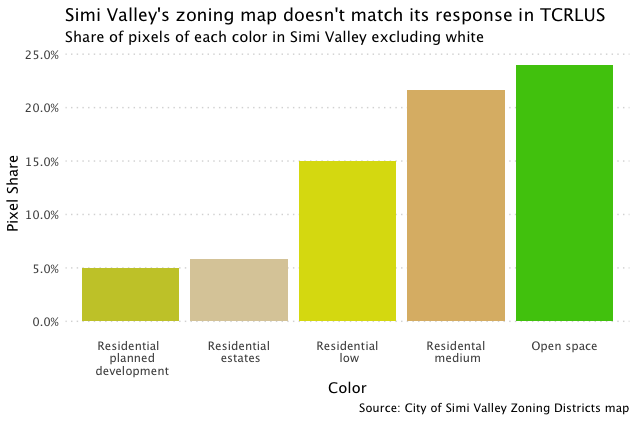 Simi Valley's zoning map doesn't match its response in TCRLUS
Share of pixels of each color in Simi Valley excluding white
25.0%
20.0%
15.0%
10.0%
5.0%
0.0%
Pixel Share
Residential
planned
development
Residential
estates
Residential
low
Residental
medium
Open space
Color
Source: City of Simi Valley Zoning Districts map